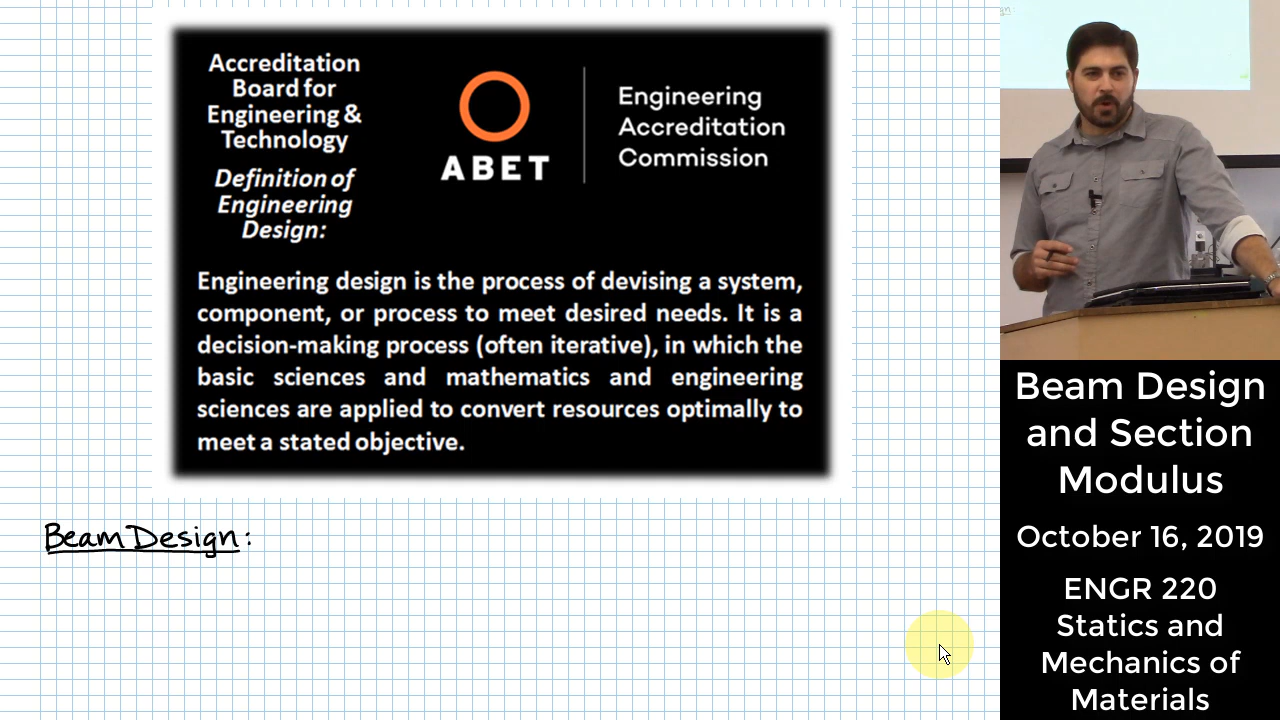 Accreditation
Board for
Engineering &
Technology
Definition of
Engineering
Design:
ABET
Engineering
Accreditation
Commission
Engineering design is the process of devising a system,
component, or process to meet desired needs. It is a
decision-making process (often iterative), in which the
basic sciences and mathematics and engineering
sciences are applied to convert resources optimally to
meet a stated objective.
Beam Design:
Beam Design
and Section
Modulus
October 16, 2019
ENGR 220
Statics and
Mechanics of
Materials